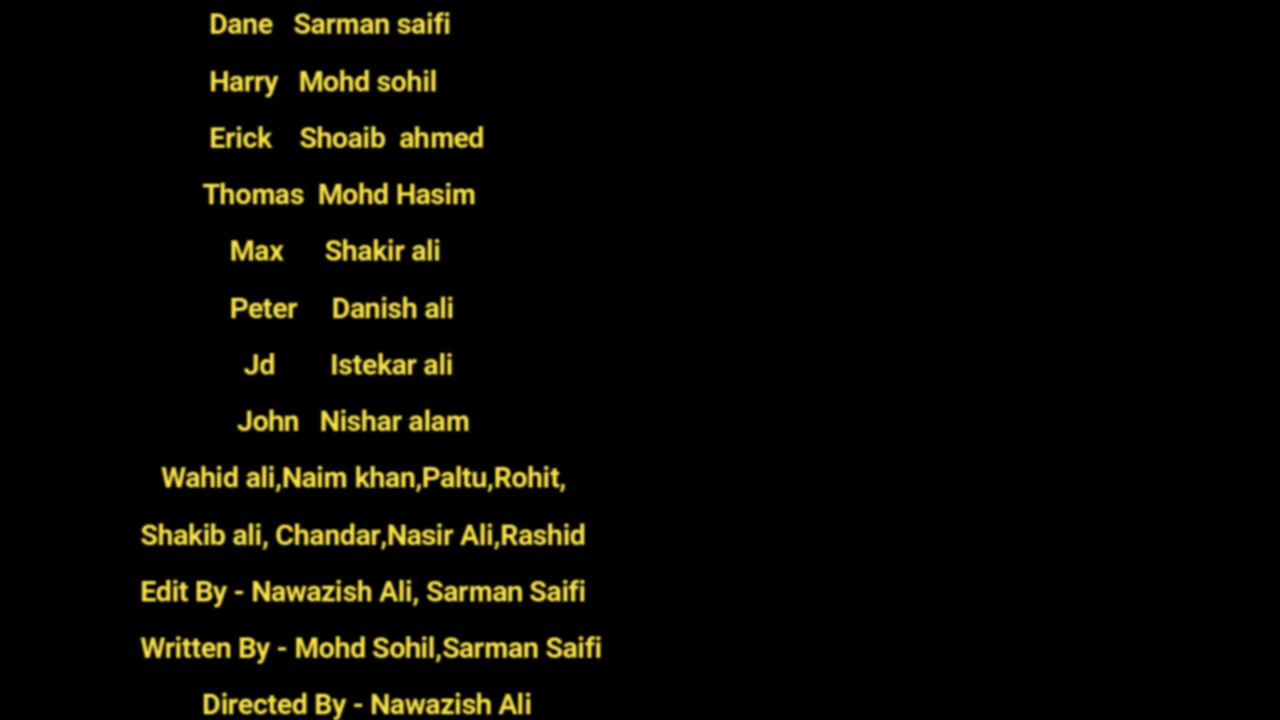 Dane Sarman saifi
Harry Mohd sohil
Erick Shoaib ahmed
Thomas Mohd Hasim
Max Shakir ali
Peter Danish ali
Jd Istekar ali
John Nishar alam
Wahid ali,Naim khan,Paltu,Rohit,
Shakib ali, Chandar,Nasir Ali,Rashid
Edit By - Nawazish Ali, Sarman Saifi
Written By - Mohd Sohil,Sarman Saifi
Directed By - Nawazish Ali